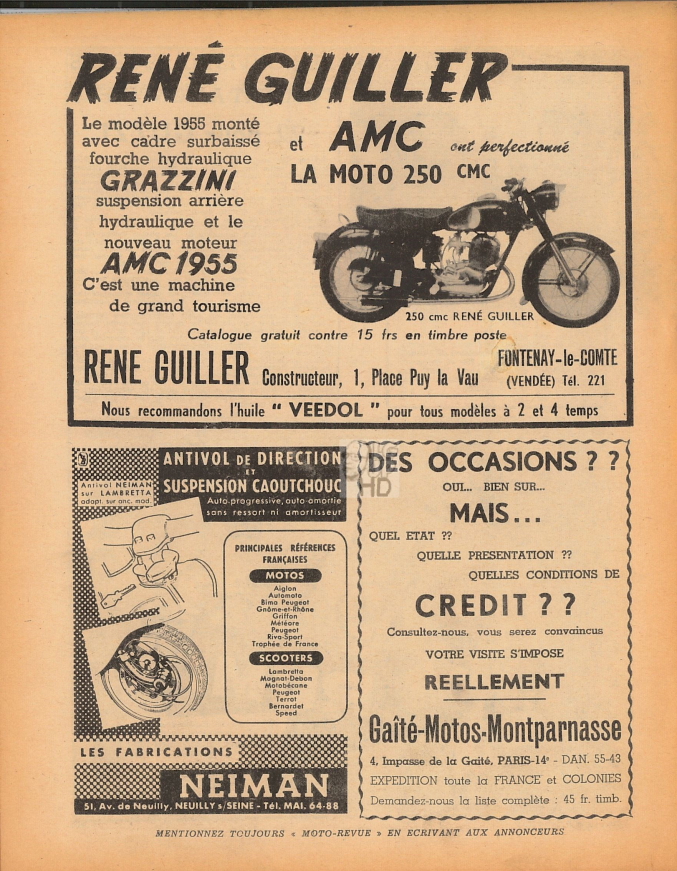 RENÉ GUILLER
Le modèle 1955 monté
avec cadre surbaissé
fourche hydraulique
GRAZZINI
suspension arrière
hydraulique et le
nouveau moteur
AMC 1955
C'est une machine
de grand tourisme
et AMC ont perfectionné
LA MOTO 250 CMC
250 cmc RENÉ GUILLER
Catalogue gratuit contre 15 frs en timbre poste
RENE GUILLER Constructeur, 1, Place Puy la Vau
FONTENAY-le-COMTE
(VENDÉE) Tél. 221
Nous recommandons l'huile "VEEDOL" pour tous modèles à 2 et 4 temps
ANTIVOL DE DIRECTION
ET
SUSPENSION CAOUTCHOUC
Auto-progressive, auto-amortie
sans ressort ni amortisseur
Antivol NEIMAN
sur LAMBRETTA
adapt. sur anc. mod.
PRINCIPALES RÉFÉRENCES
FRANÇAISES
MOTOS
Aiglon
Automoto
Bima Peugeot
Gnôme-et-Rhône
Griffon
Météore
Peugeot
Riva-Sport
Trophée de France
SCOOTERS
Lambretta
Magnat-Debon
Motobécane
Peugeot
Terrot
Bernardet
Speed
LES FABRICATIONS
NEIMAN
51, Av. de Neuilly, NEUILLY s/SEINE - Tél. MAI. 64-88
DES OCCASIONS ? ?
OUI... BIEN SUR...
MAIS...
QUEL ETAT ??
QUELLE PRESENTATION ??
QUELLES CONDITIONS DE
CREDIT ? ?
Consultez-nous, vous serez convaincus
VOTRE VISITE S'IMPOSE
REELLEMENT
Gaîté-Motos-Montparnasse
4, Impasse de la Gaité, PARIS-14e - DAN. 55-43
EXPEDITION toute la FRANCE et COLONIES
Demandez-nous la liste complète : 45 fr. timb.
MENTIONNEZ TOUJOURS « MOTO-REVUE » EN ECRIVANT AUX ANNONCEURS